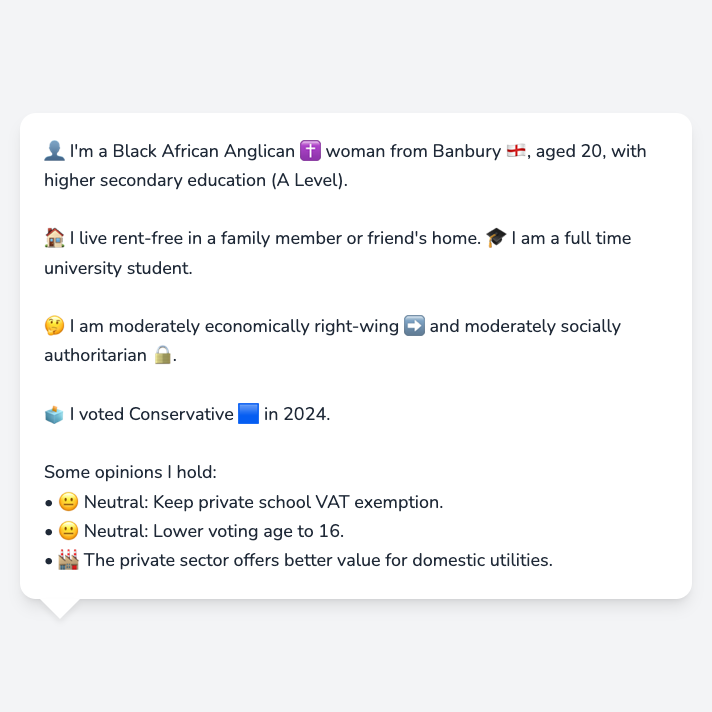 👤 I'm a Black African Anglican ✝️ woman from Banbury 🏴󠁧󠁢󠁥󠁮󠁧󠁿, aged 20, with
higher secondary education (A Level).
🏠 I live rent-free in a family member or friend's home. 🎓 I am a full time
university student.
🤔 I am moderately economically right-wing ➡️ and moderately socially
authoritarian 🔒.
🗳️ I voted Conservative 🟦 in 2024.
Some opinions I hold:
• 😐 Neutral: Keep private school VAT exemption.
• 😐 Neutral: Lower voting age to 16.
• 🏭 The private sector offers better value for domestic utilities.